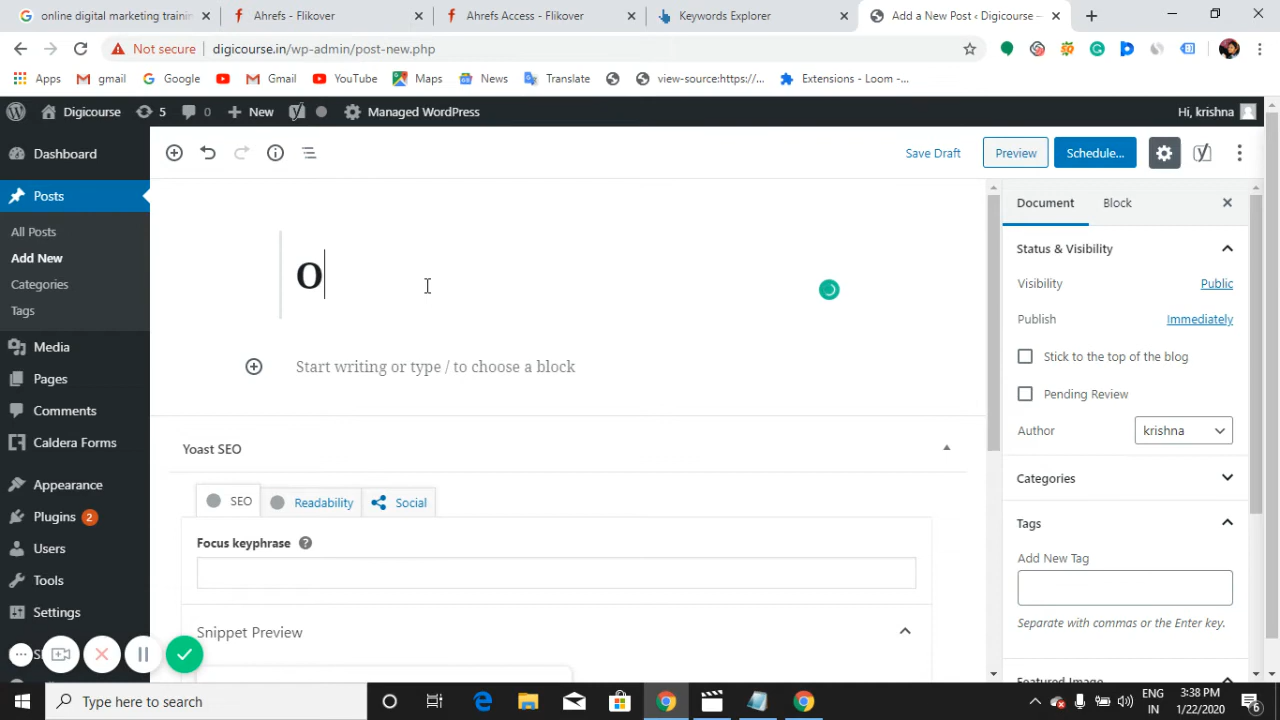 online digital marketing trainin
Ahrefs - Flikover
Ahrefs Access - Flikover
Keywords Explorer
Add a New Post ‹ Digicourse —
Not secure
digicourse.in/wp-admin/post-new.php
Apps
gmail
Google
Gmail
YouTube
Maps
News
Translate
view-source:https://...
Extensions - Loom -...
Digicourse
5
0
New
Managed WordPress
Hi, krishna
Dashboard
Save Draft
Preview
Schedule...
Posts
Document
Block
All Posts
Add New
Categories
Tags
Media
Pages
Comments
Caldera Forms
Appearance
Plugins 2
Users
Tools
Settings
O
Start writing or type / to choose a block
Yoast SEO
SEO
Readability
Social
Focus keyphrase
Snippet Preview
Status & Visibility
Visibility
Public
Publish
Immediately
Stick to the top of the blog
Pending Review
Author
krishna
Categories
Tags
Add New Tag
Separate with commas or the Enter key.
Featured Image
Type here to search
ENG
IN
3:38 PM
1/22/2020
6